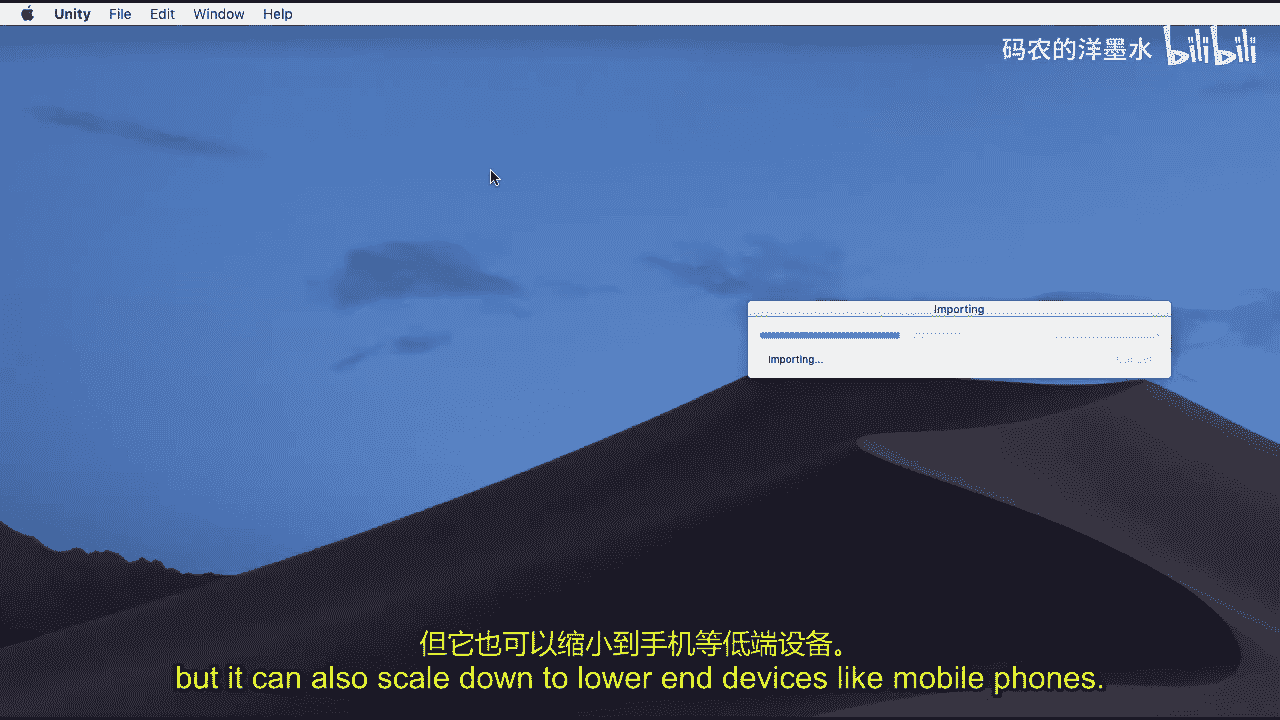 Unity File Edit Window Help
码农的洋墨水 bilibili
Importing
Importing...
但它也可以缩小到手机等低端设备。
but it can also scale down to lower end devices like mobile phones.